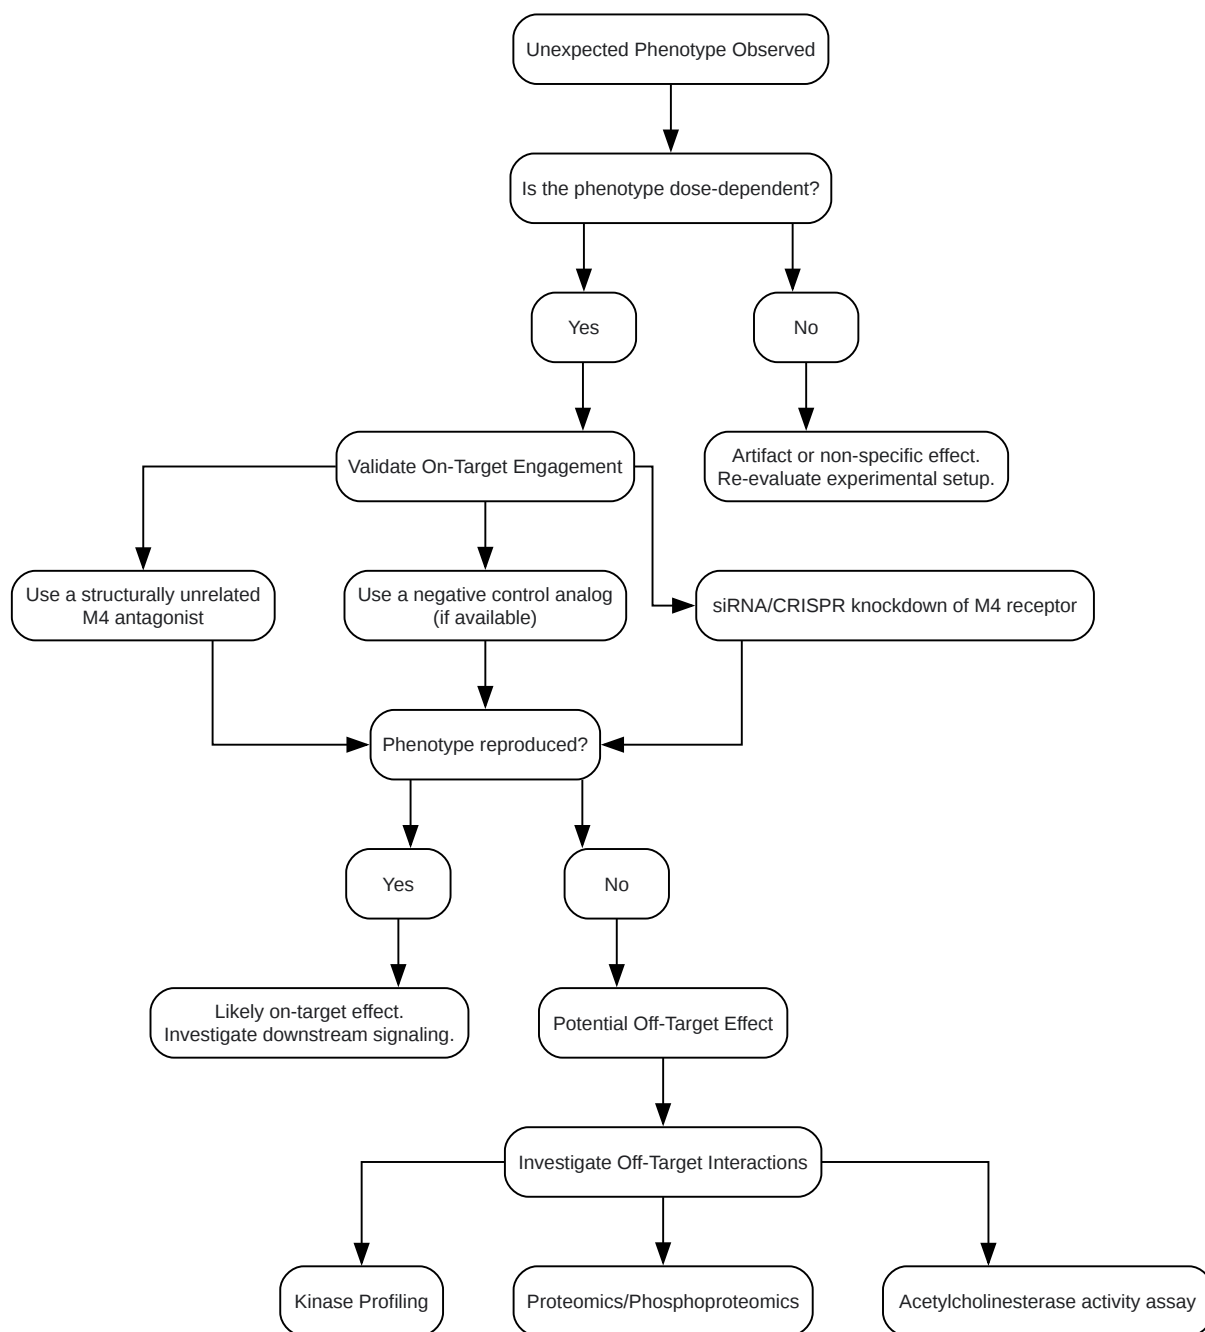 Unexpected Phenotype Observed
Is the phenotype dose-dependent?
Yes
No
Validate On-Target Engagement
Artifact or non-specific effect.
Re-evaluate experimental setup.
Use a structurally unrelated
M4 antagonist
Use a negative control analog
(if available)
siRNA/CRISPR knockdown of M4 receptor
Phenotype reproduced?
Yes
No
Likely on-target effect.
Investigate downstream signaling.
Potential Off-Target Effect
Investigate Off-Target Interactions
Kinase Profiling
Proteomics/Phosphoproteomics
Acetylcholinesterase activity assay